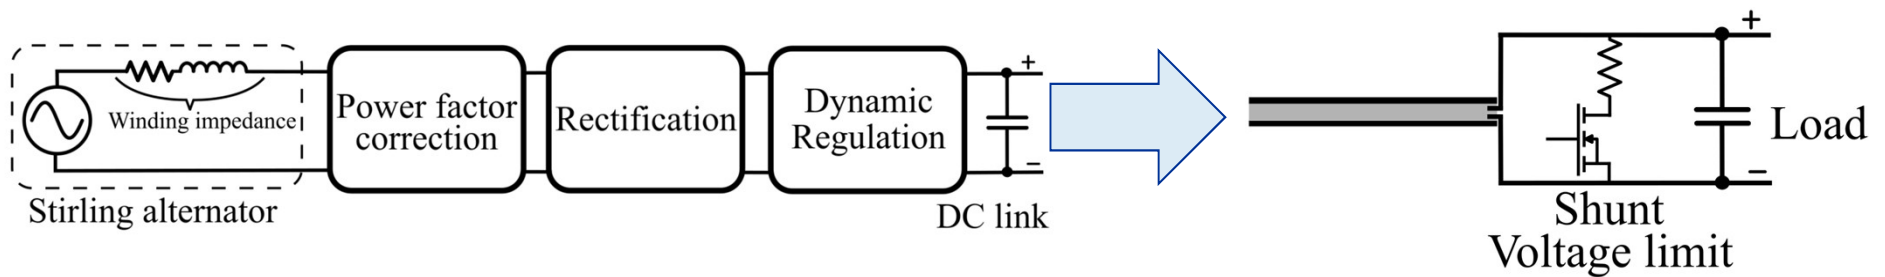 Winding impedance
Stirling alternator
Power factor
correction
Rectification
Dynamic
Regulation
+
−
DC link
+
−
Load
Shunt
Voltage limit